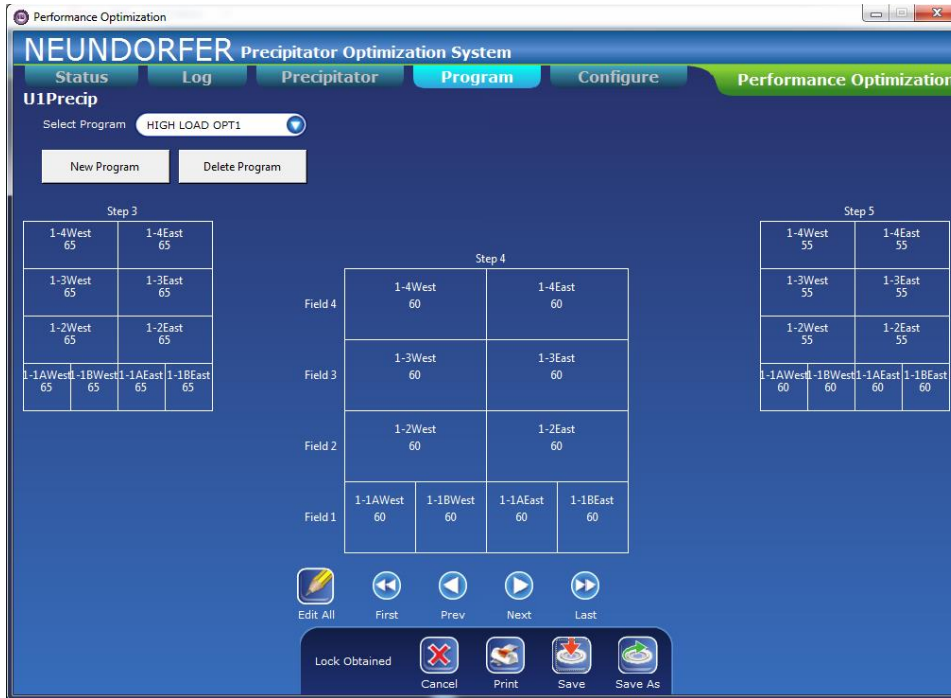 Performance Optimization
NEUNDORFER Precipitator Optimization System
Status Log Precipitator Program Configure Performance Optimization
U1Precip
Select Program HIGH LOAD OPT1
New Program Delete Program
Step 3
1-4West 1-4East
65 65
1-3West 1-3East
65 65
1-2West 1-2East
65 65
1-1AWest 1-1BWest 1-1AEast 1-1BEast
65 65 65 65
Step 4
Field 4 1-4West 1-4East
60 60
Field 3 1-3West 1-3East
60 60
Field 2 1-2West 1-2East
60 60
Field 1 1-1AWest 1-1BWest 1-1AEast 1-1BEast
60 60 60 60
Step 5
1-4West 1-4East
55 55
1-3West 1-3East
55 55
1-2West 1-2East
55 55
1-1AWest 1-1BWest 1-1AEast 1-1BEast
60 60 60 60
Edit All First Prev Next Last
Lock Obtained
Cancel Print Save Save As